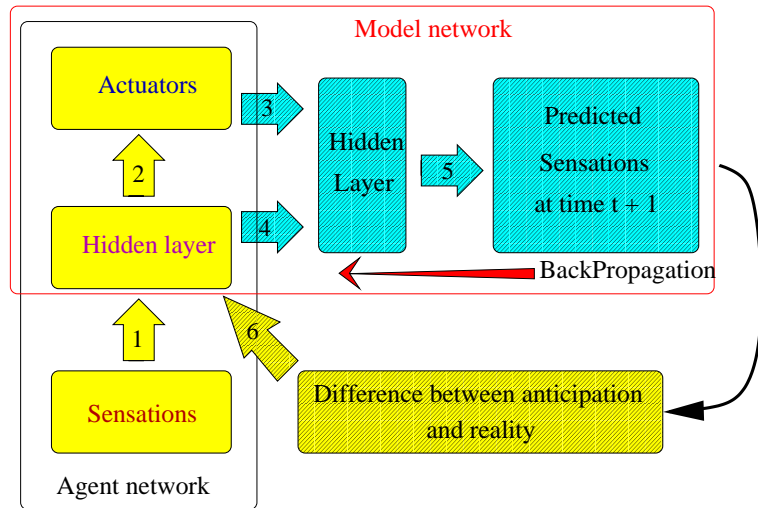 Model network
Actuators
3
Hidden
Layer
Predicted
Sensations
at time t + 1
2
5
4
Hidden layer
BackPropagation
1
6
Sensations
Difference between anticipation
and reality
Agent network